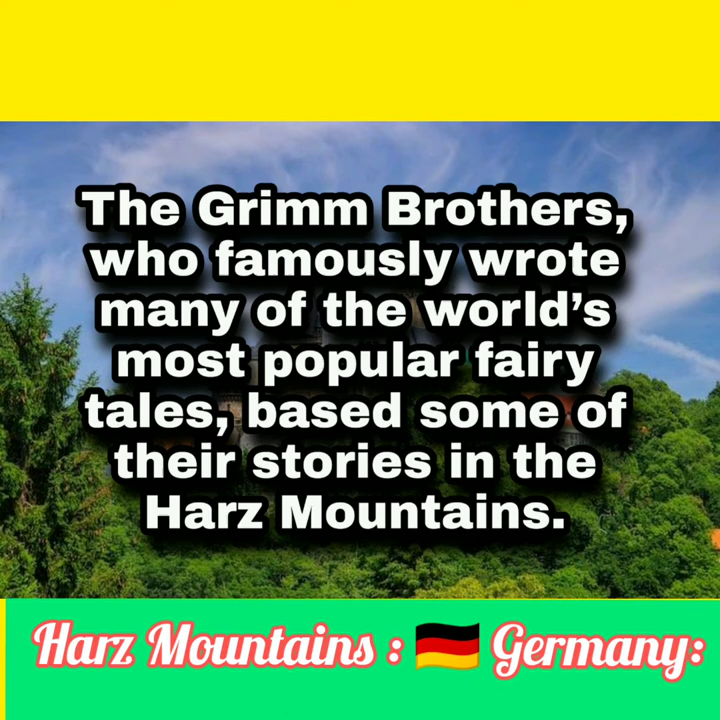 The Grimm Brothers,
who famously wrote
many of the world’s
most popular fairy
tales, based some of
their stories in the
Harz Mountains.
Harz Mountains : 🇩🇪 Germany: